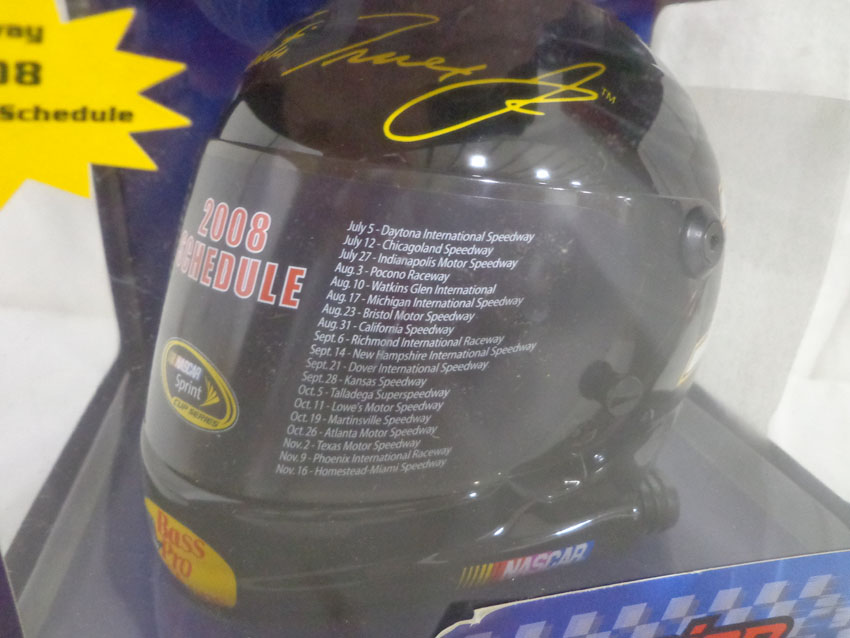 08
Schedule
Truex Jr
TM
2008
SCHEDULE
July 5 - Daytona International Speedway
July 12 - Chicagoland Speedway
July 27 - Indianapolis Motor Speedway
Aug. 3 - Pocono Raceway
Aug. 10 - Watkins Glen International
Aug. 17 - Michigan International Speedway
Aug. 23 - Bristol Motor Speedway
Aug. 31 - California Speedway
Sept. 6 - Richmond International Raceway
Sept. 14 - New Hampshire International Speedway
Sept. 21 - Dover International Speedway
Sept. 28 - Kansas Speedway
Oct. 5 - Talladega Superspeedway
Oct. 11 - Lowe's Motor Speedway
Oct. 19 - Martinsville Speedway
Oct. 26 - Atlanta Motor Speedway
Nov. 2 - Texas Motor Speedway
Nov. 9 - Phoenix International Raceway
Nov. 16 - Homestead-Miami Speedway
NASCAR
Sprint
CUP SERIES
Bass
Pro
NASCAR